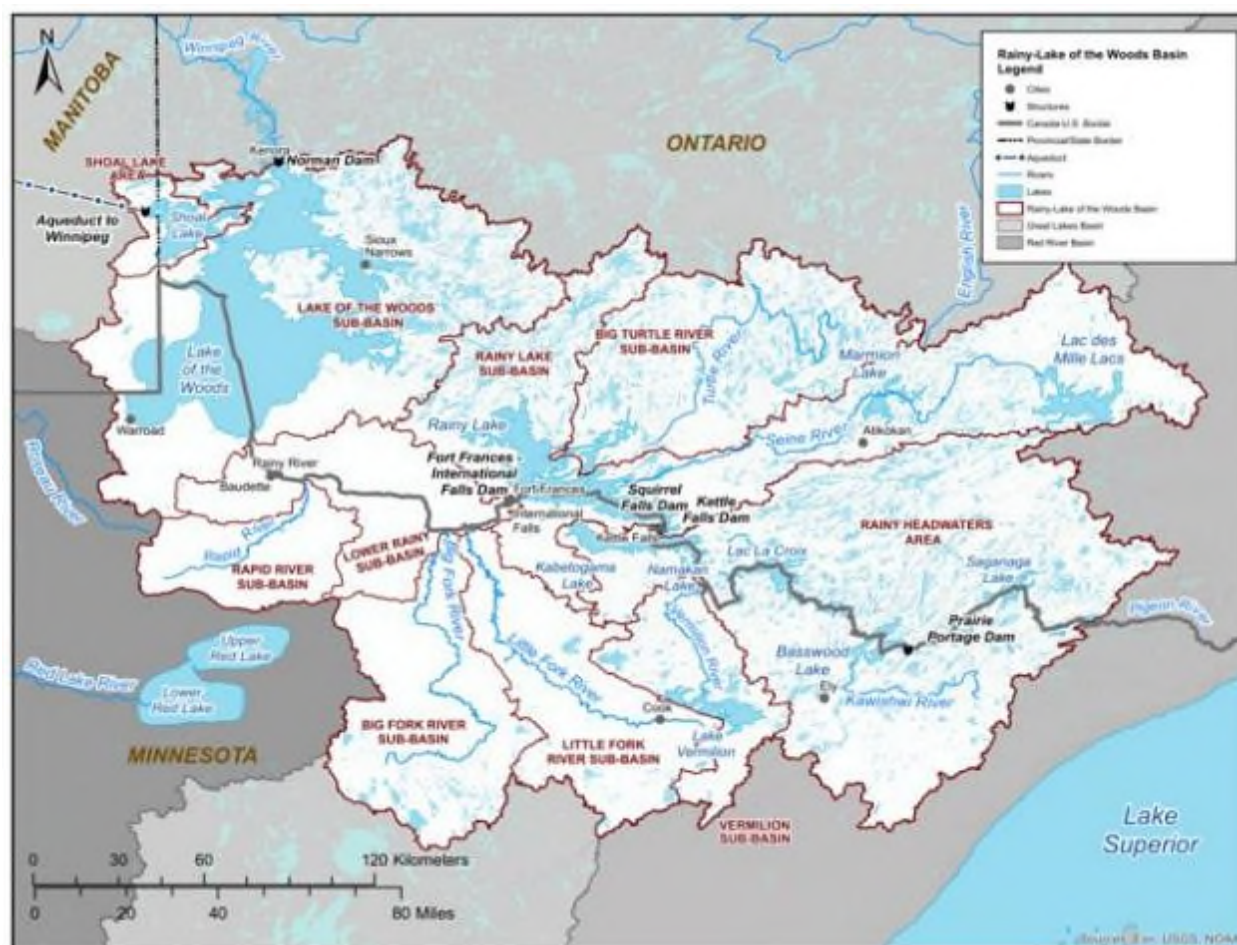 N
MANITOBA
Winnipeg River
ONTARIO
Rainy-Lake of the Woods Basin
Legend
Cities
Structures
Canada U.S. Border
Provincial/State Border
Aqueduct
Rivers
Lakes
Rainy-Lake of the Woods Basin
Great Lakes Basin
Red River Basin
Kenora
Norman Dam
SHOAL LAKE
AREA
Aqueduct to
Winnipeg
Shoal
Lake
Sioux
Narrows
LAKE OF THE WOODS
SUB-BASIN
Lake
of the
Woods
Warroad
English River
BIG TURTLE RIVER
SUB-BASIN
RAINY LAKE
SUB-BASIN
Turtle River
Marmion
Lake
Lac des
Mille Lacs
Rainy Lake
Seine River
Atikokan
Fort Frances -
International
Falls Dam
Fort Frances
International
Falls
Squirrel
Falls Dam
Kettle
Falls Dam
Kettle Falls
Rainy River
Baudette
Roseau River
Rapid River
RAPID RIVER
SUB-BASIN
LOWER RAINY
SUB-BASIN
Big Fork River
Kabetogama
Lake
Namakan
Lake
Lac La Croix
RAINY HEADWATERS
AREA
Saganaga
Lake
Pigeon River
Prairie
Portage Dam
Basswood
Lake
Ely
Kawishiwi River
Vermilion River
Little Fork River
Cook
Lake
Vermilion
Upper
Red Lake
Lower
Red Lake
Red Lake River
MINNESOTA
BIG FORK RIVER
SUB-BASIN
LITTLE FORK
RIVER SUB-BASIN
VERMILION
SUB-BASIN
Lake
Superior
0 30 60 120 Kilometers
0 20 40 80 Miles
Sources: Esri, USGS, NOAA